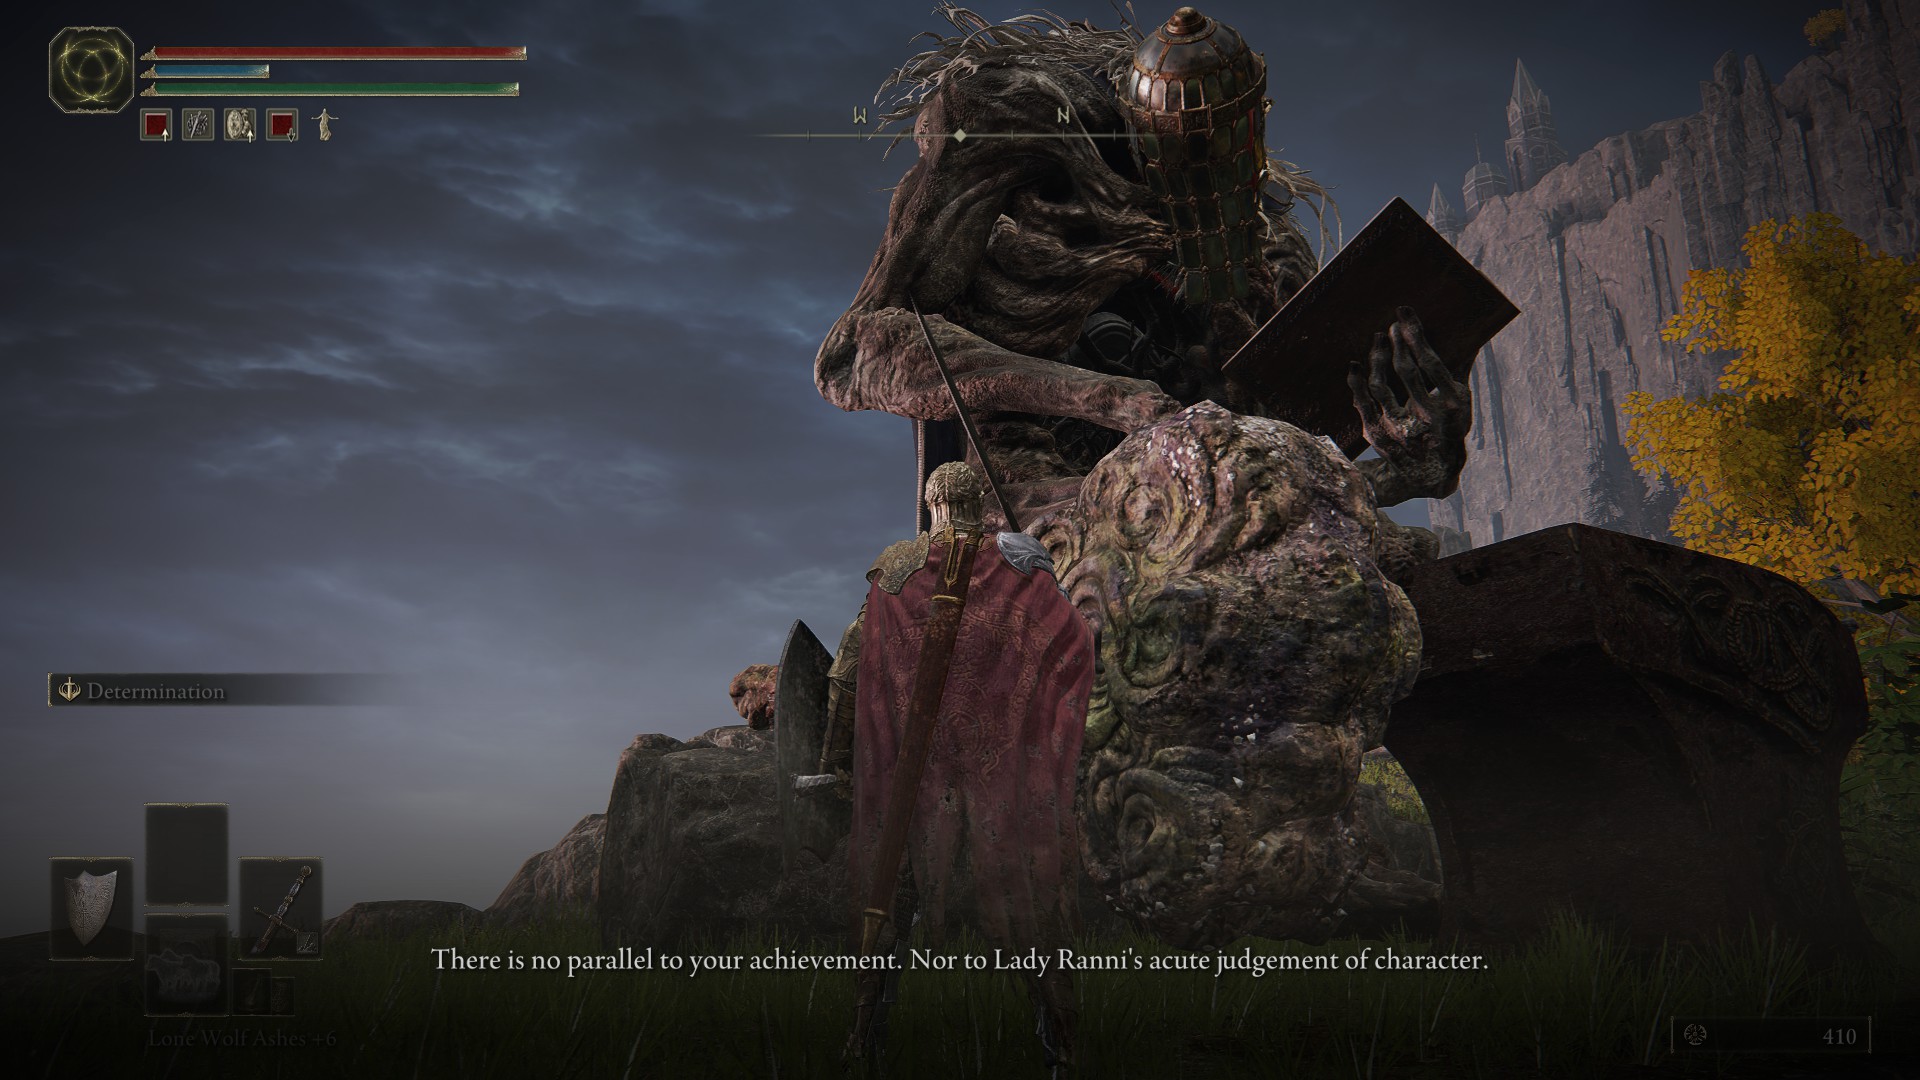 W
N
Determination
There is no parallel to your achievement. Nor to Lady Ranni's acute judgement of character.
Lone Wolf Ashes +6
410